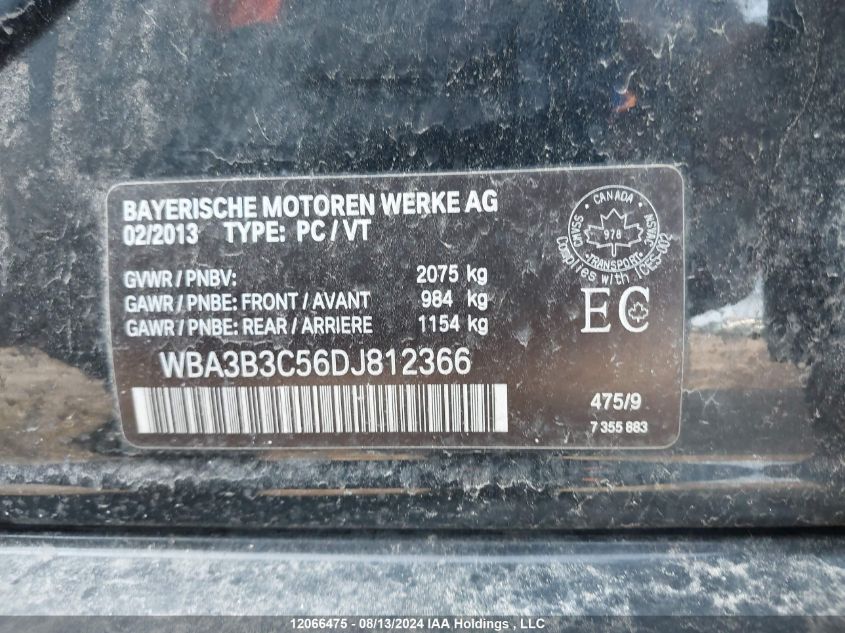 BAYERISCHE MOTOREN WERKE AG
02/2013 TYPE: PC / VT
GVWR / PNBV: 2075 kg
GAWR / PNBE: FRONT / AVANT 984 kg
GAWR / PNBE: REAR / ARRIERE 1154 kg
WBA3B3C56DJ812366
CANADA
CMVSS
NSVAC
978
TRANSPORT
Complies with ICES-002
EC
475/9
7 355 883
12066475 - 08/13/2024 IAA Holdings , LLC